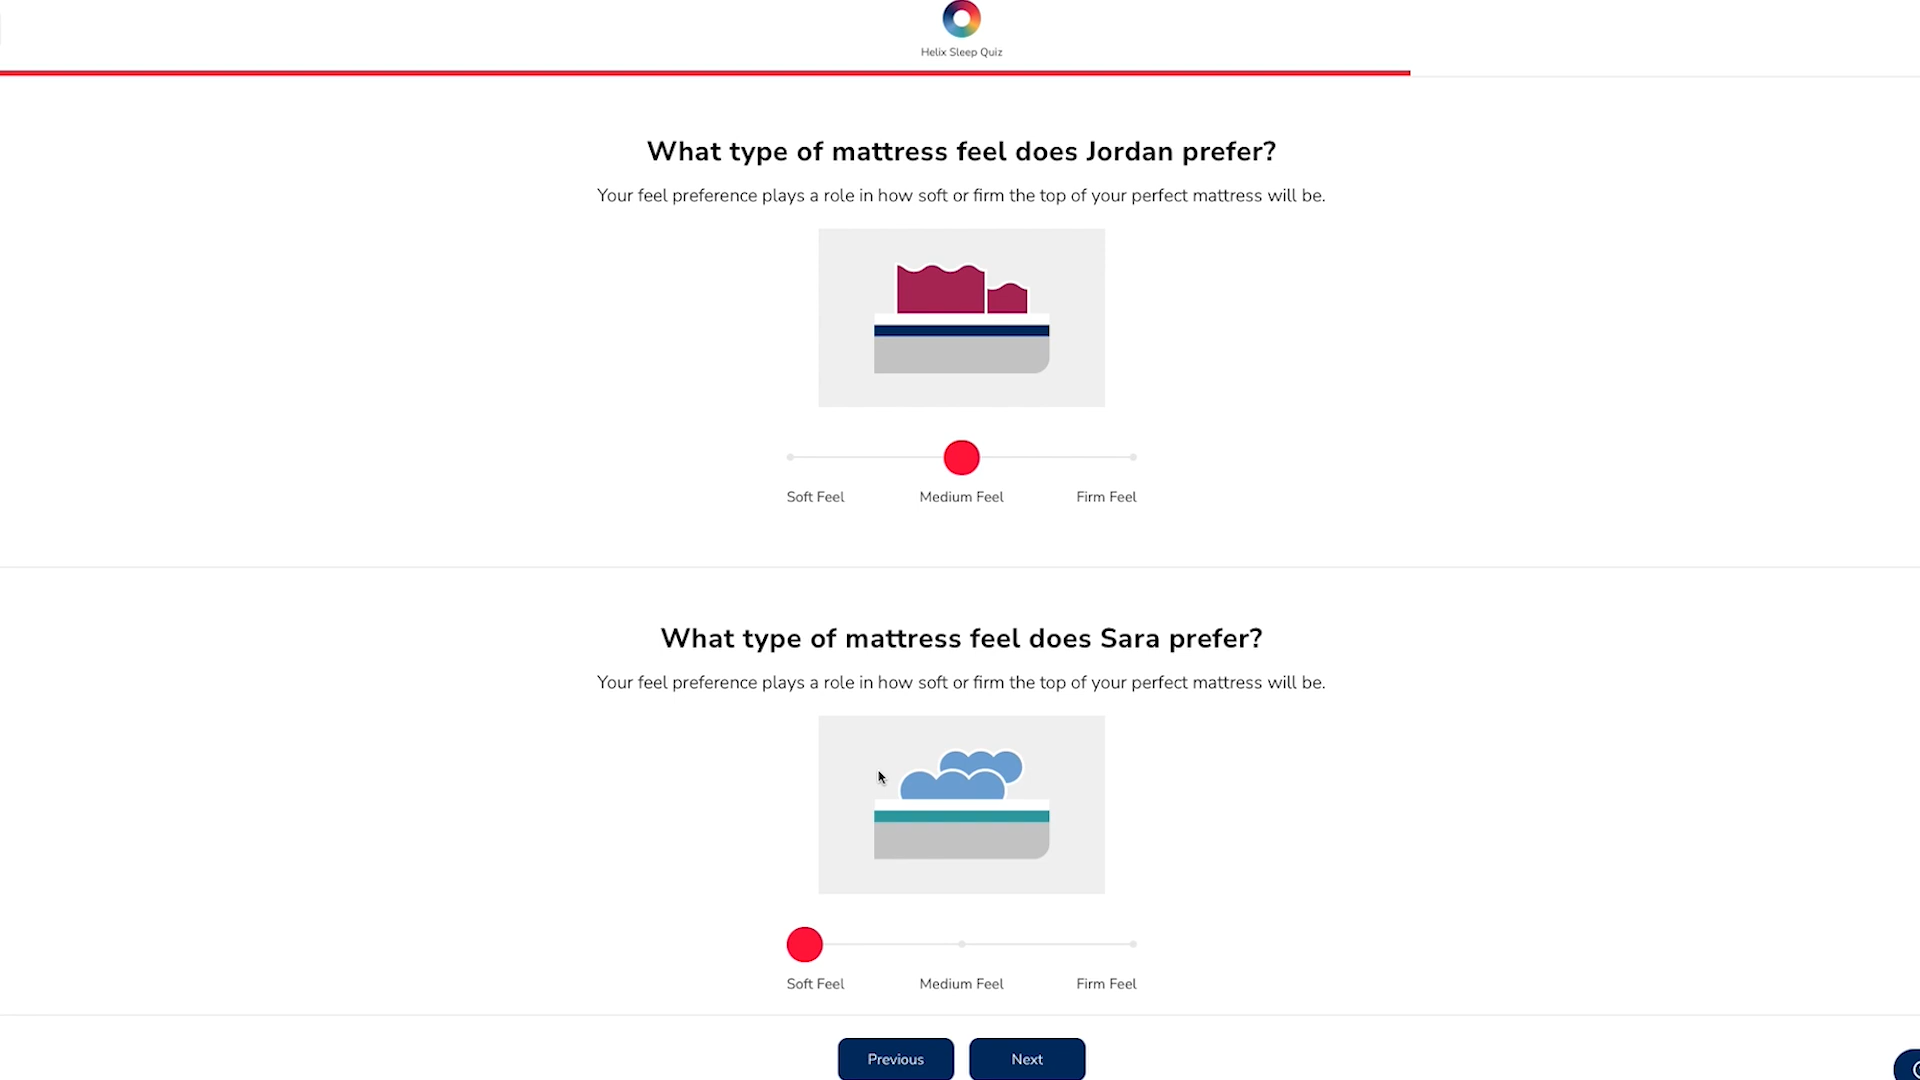 Helix Sleep Quiz
What type of mattress feel does Jordan prefer?
Your feel preference plays a role in how soft or firm the top of your perfect mattress will be.
Soft Feel Medium Feel Firm Feel
What type of mattress feel does Sara prefer?
Your feel preference plays a role in how soft or firm the top of your perfect mattress will be.
Soft Feel Medium Feel Firm Feel
Previous Next